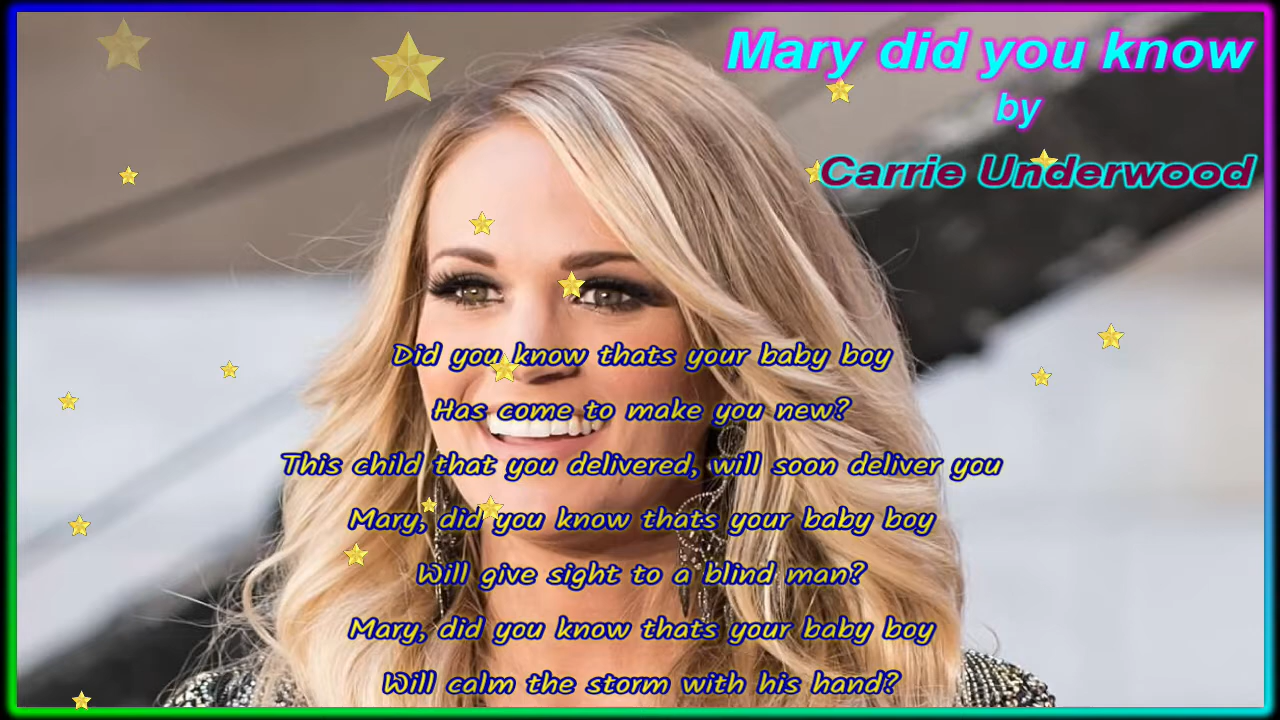 Mary did you know
by
Carrie Underwood
Did you know thats your baby boy
Has come to make you new?
This child that you delivered, will soon deliver you
Mary, did you know thats your baby boy
Will give sight to a blind man?
Mary, did you know thats your baby boy
Will calm the storm with his hand?